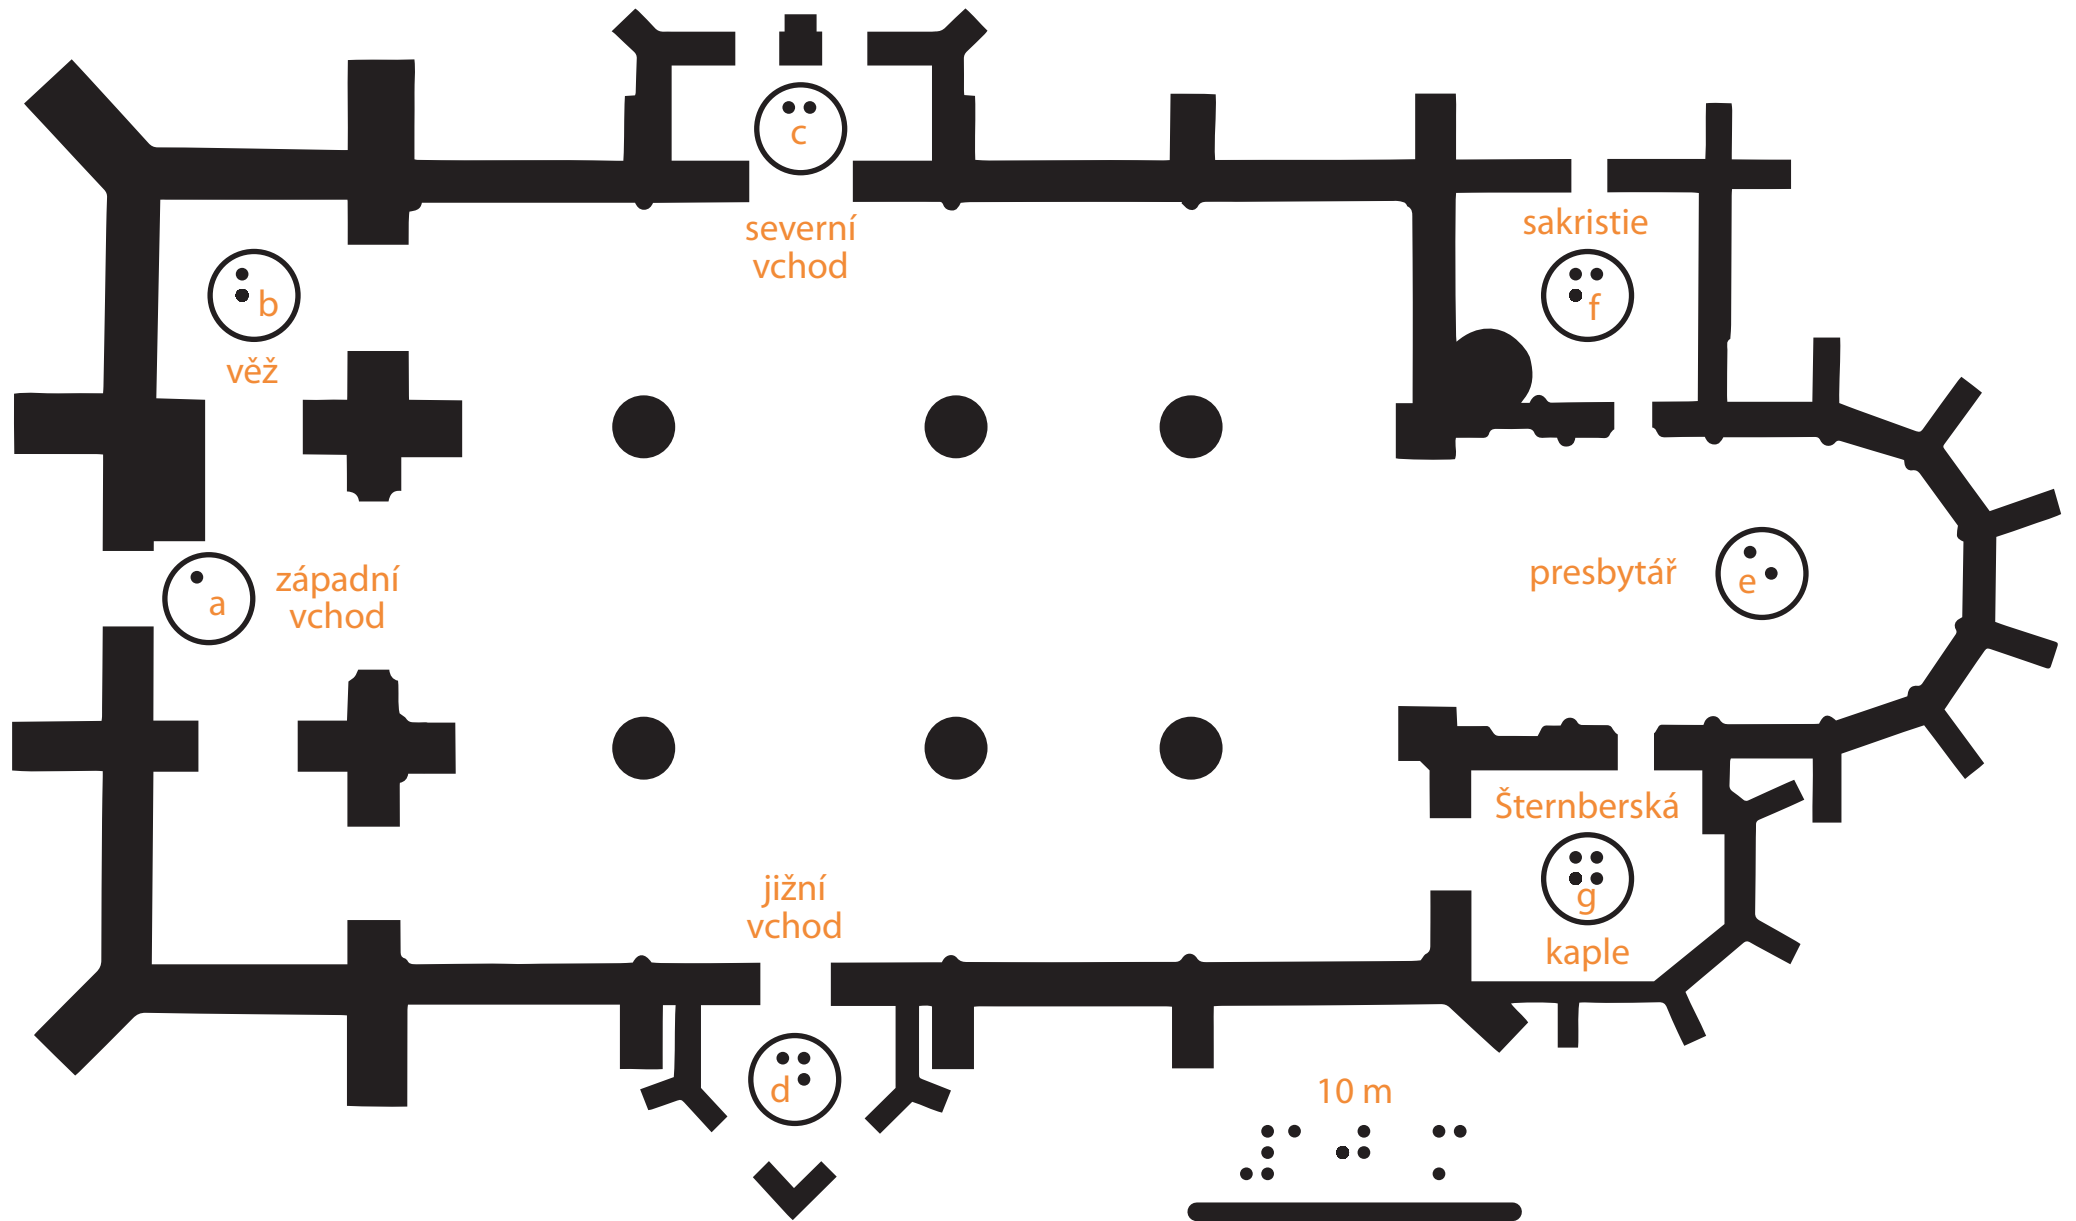 c
severní
vchod
sakristie
b
f
věž
západní
vchod
a
presbytář
e
Šternberská
g
kaple
jižní
vchod
d
10 m
⠼⠁⠚ ⠍